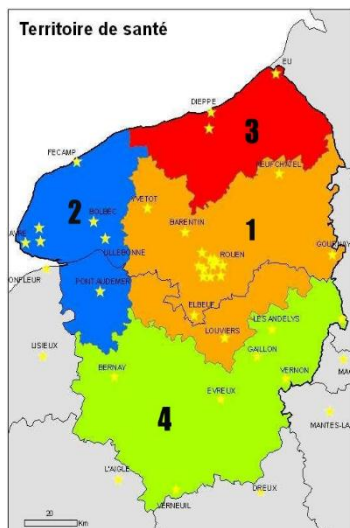 Territoire de santé
EU
DIEPPE
3
FECAMP
NEUFCHATEL
YVETOT
2
BOLBEC
BARENTIN
1
LILLEBONNE
ROUEN
GOURNAY
ONFLEUR
PONT AUDEMER
ELBEUF
LOUVIERS
LES ANDELYS
LISIEUX
GAILLON
BERNAY
VERNON
EVREUX
4
MANTES-LA
L'AIGLE
DREUX
VERNEUIL
20
Km